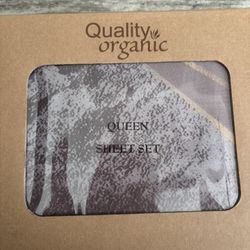 Quality
organic
QUEEN
SHEET SET